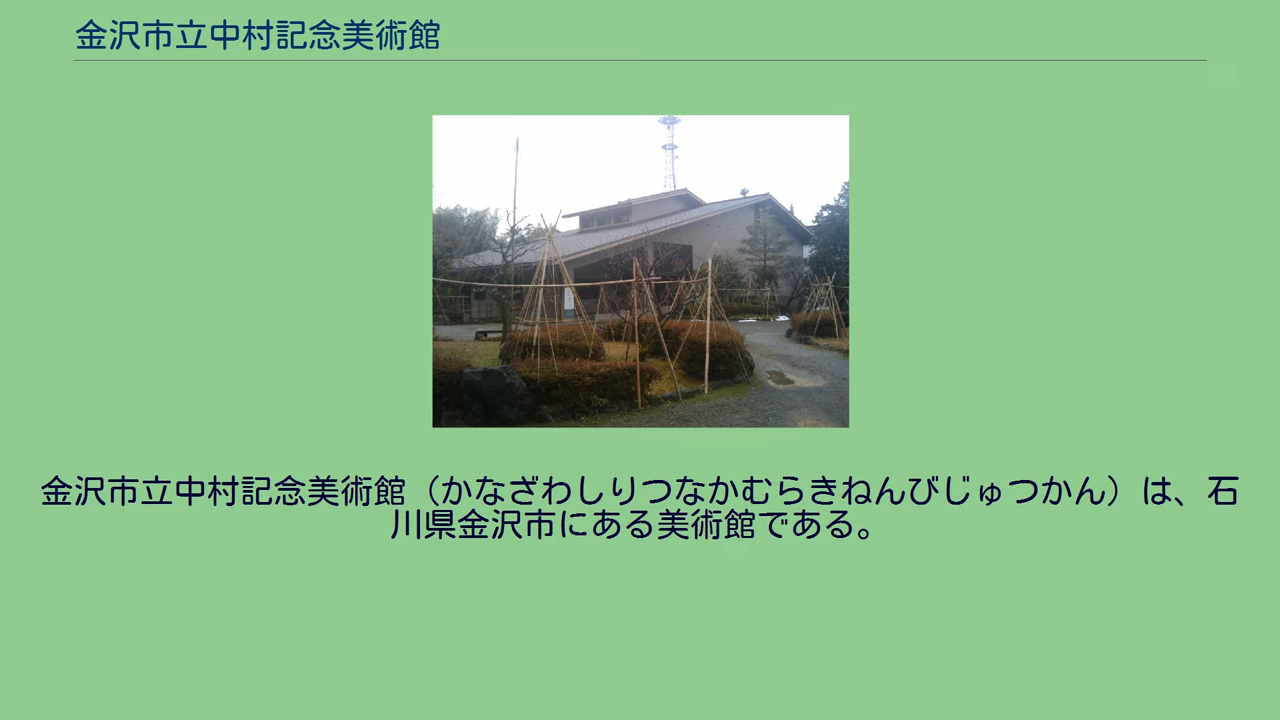 金沢市立中村記念美術館
金沢市立中村記念美術館（かなざわしりつなかむらきねんびじゅつかん）は、石
川県金沢市にある美術館である。